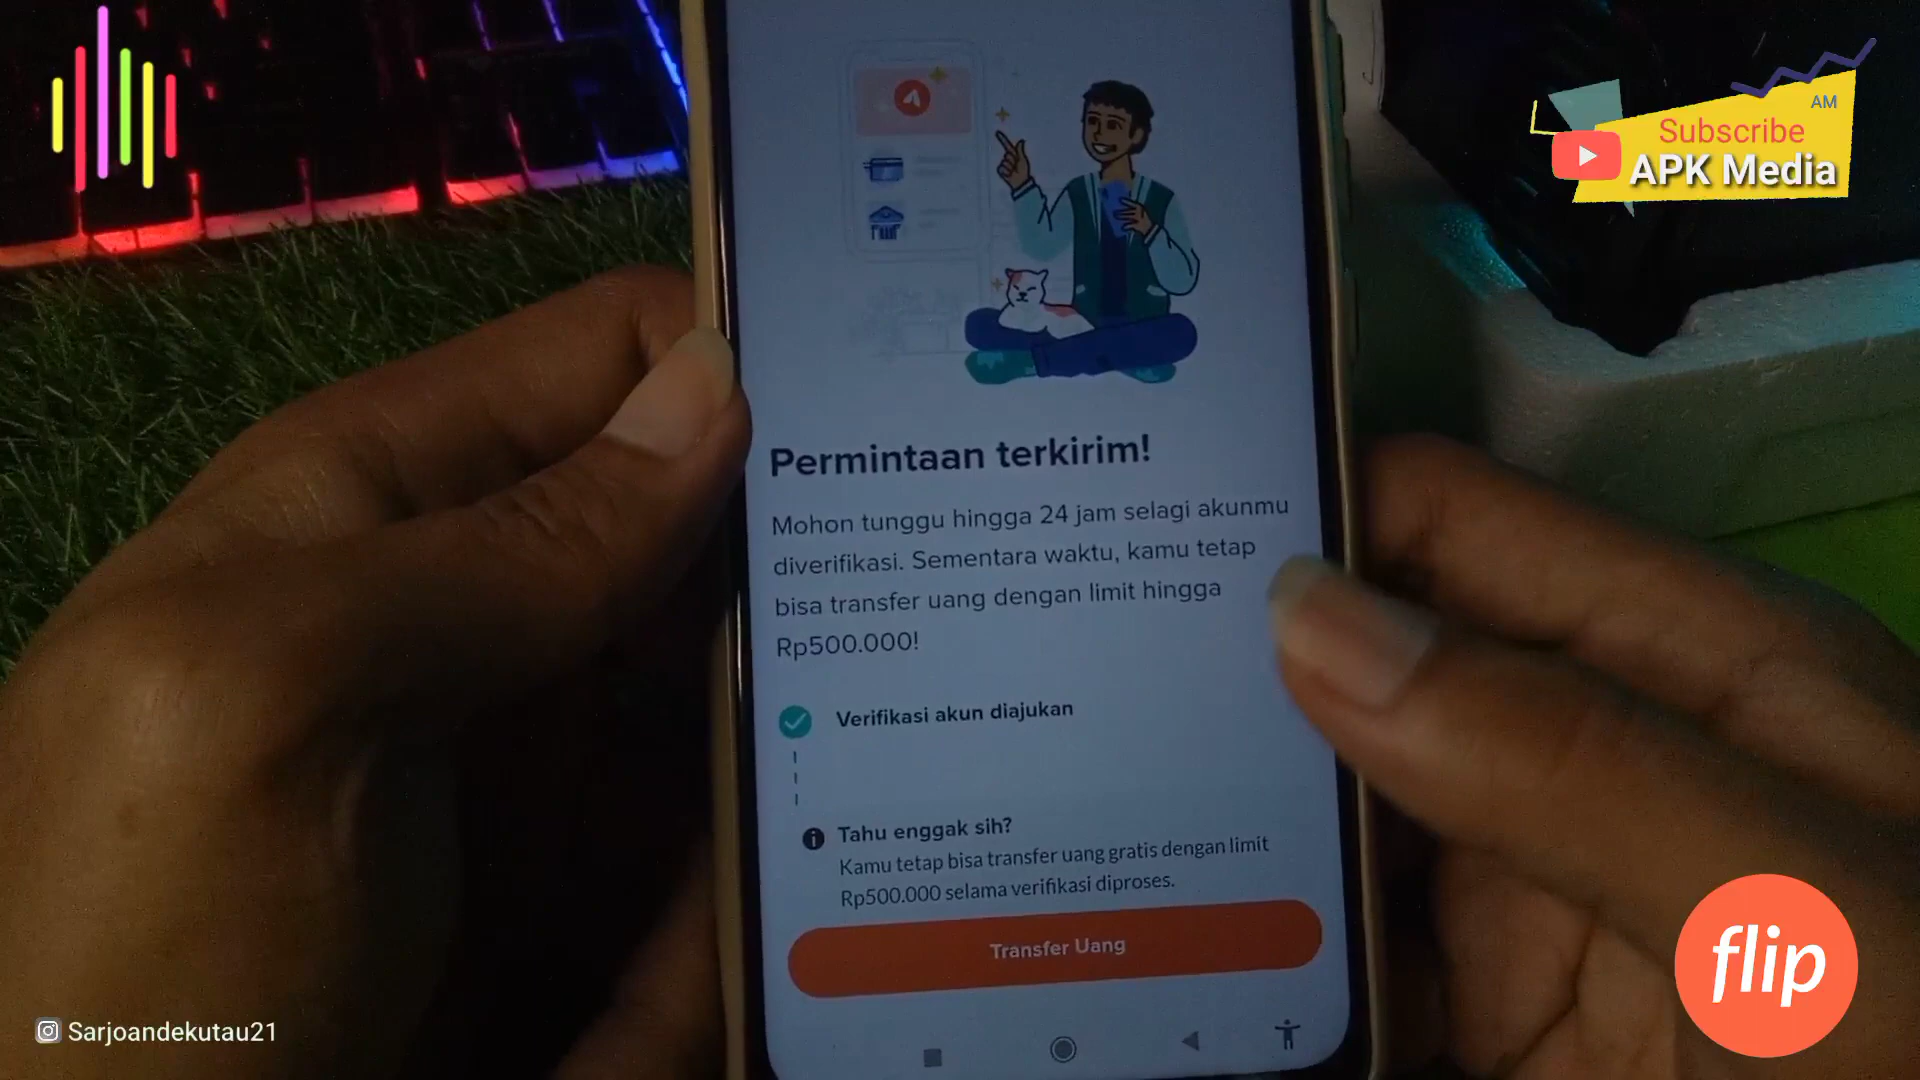 AM
Subscribe
APK Media
Permintaan terkirim!
Mohon tunggu hingga 24 jam selagi akunmu
diverifikasi. Sementara waktu, kamu tetap
bisa transfer uang dengan limit hingga
Rp500.000!
Verifikasi akun diajukan
Tahu enggak sih?
Kamu tetap bisa transfer uang gratis dengan limit
Rp500.000 selama verifikasi diproses.
Transfer Uang
flip
Sarjoandekutau21